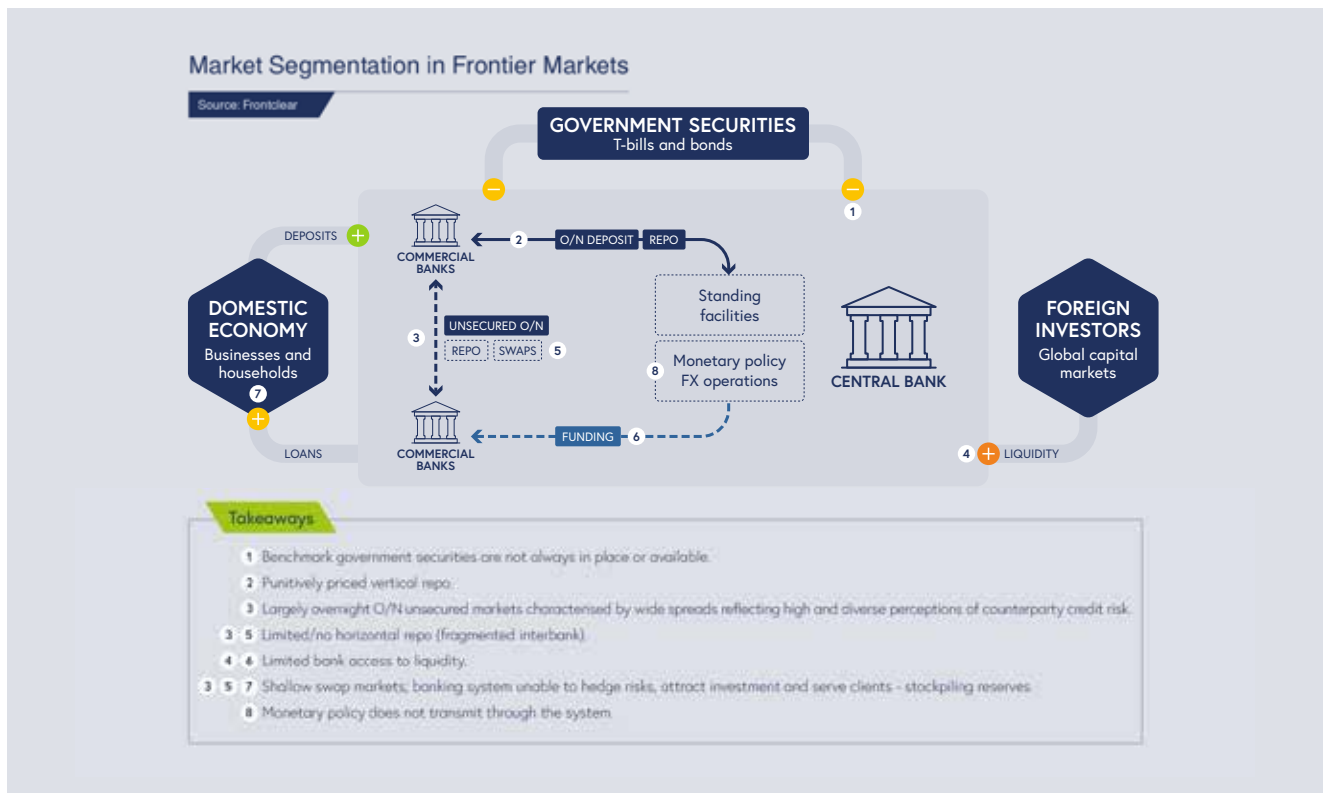 Market Segmentation in Frontier Markets
Source: Frontclear
GOVERNMENT SECURITIES
T-bills and bonds
1
DEPOSITS
COMMERCIAL
BANKS
2
O/N DEPOSIT
REPO
DOMESTIC
ECONOMY
Businesses and
households
7
LOANS
3
UNSECURED O/N
REPO
SWAPS
5
Standing
facilities
8
Monetary policy
FX operations
CENTRAL BANK
FOREIGN
INVESTORS
Global capital
markets
COMMERCIAL
BANKS
FUNDING
6
4
LIQUIDITY
Takeaways
1 Benchmark government securities are not always in place or available.
2 Punitively priced vertical repo.
3 Largely overnight O/N unsecured markets characterised by wide spreads reflecting high and diverse perceptions of counterparty credit risk.
3 5 Limited/no horizontal repo (fragmented interbank)
4 6 Limited bank access to liquidity.
3 5 7 Shallow swap markets; banking system unable to hedge risks, attract investment and serve clients - stockpiling reserves
8 Monetary policy does not transmit through the system